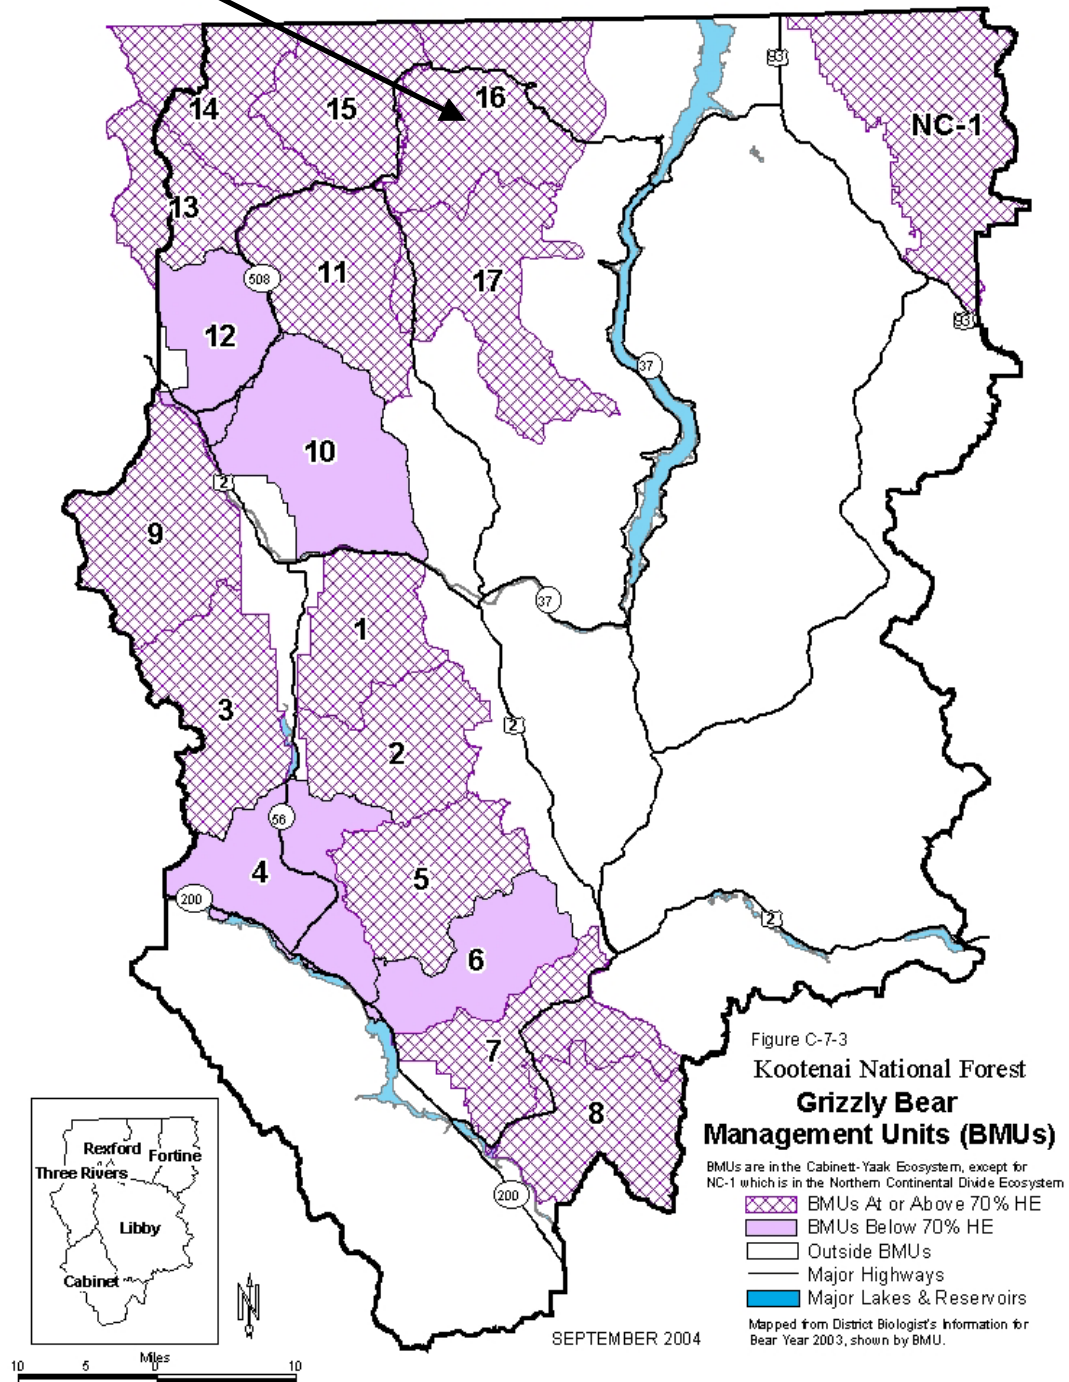 93
14
15
16
NC-1
13
11
17
508
12
93
37
10
2
9
37
1
3
2
2
56
4
5
200
2
6
7
8
200
Figure C-7-3
Kootenai National Forest
Grizzly Bear
Management Units (BMUs)
BMUs are in the Cabinett-Yaak Ecosystem, except for
NC-1 which is in the Northern Continental Divide Ecosystem
BMUs At or Above 70% HE
BMUs Below 70% HE
Outside BMUs
Major Highways
Major Lakes & Reservoirs
Mapped from District Biologist's Information for
Bear Year 2003, shown by BMU.
SEPTEMBER 2004
Rexford
Fortine
Three Rivers
Libby
Cabinet
N
Miles
10 5 0 10